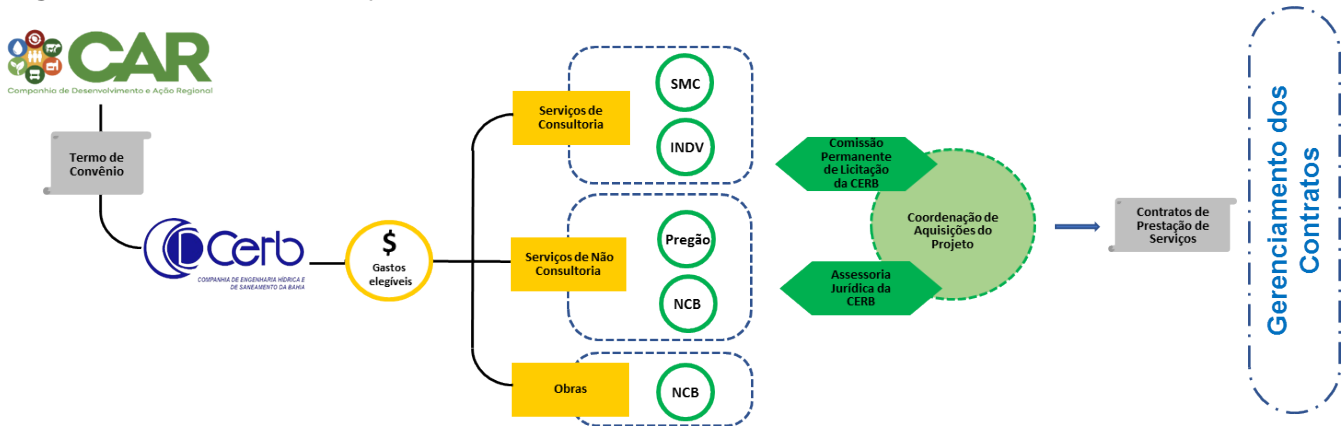 CAR
Companhia de Desenvolvimento e Ação Regional
Termo de
Convênio
Cerb
COMPANHIA DE ENGENHARIA HÍDRICA E
DE SANEAMENTO DA BAHIA
$
Gastos
elegíveis
Serviços de
Consultoria
SMC
INDV
Serviços de Não
Consultoria
Pregão
NCB
Obras
NCB
Comissão
Permanente
de Licitação
da CERB
Coordenação de
Aquisições do
Projeto
Assessoria
Jurídica da
CERB
Contratos de
Prestação de
Serviços
Gerenciamento dos
Contratos